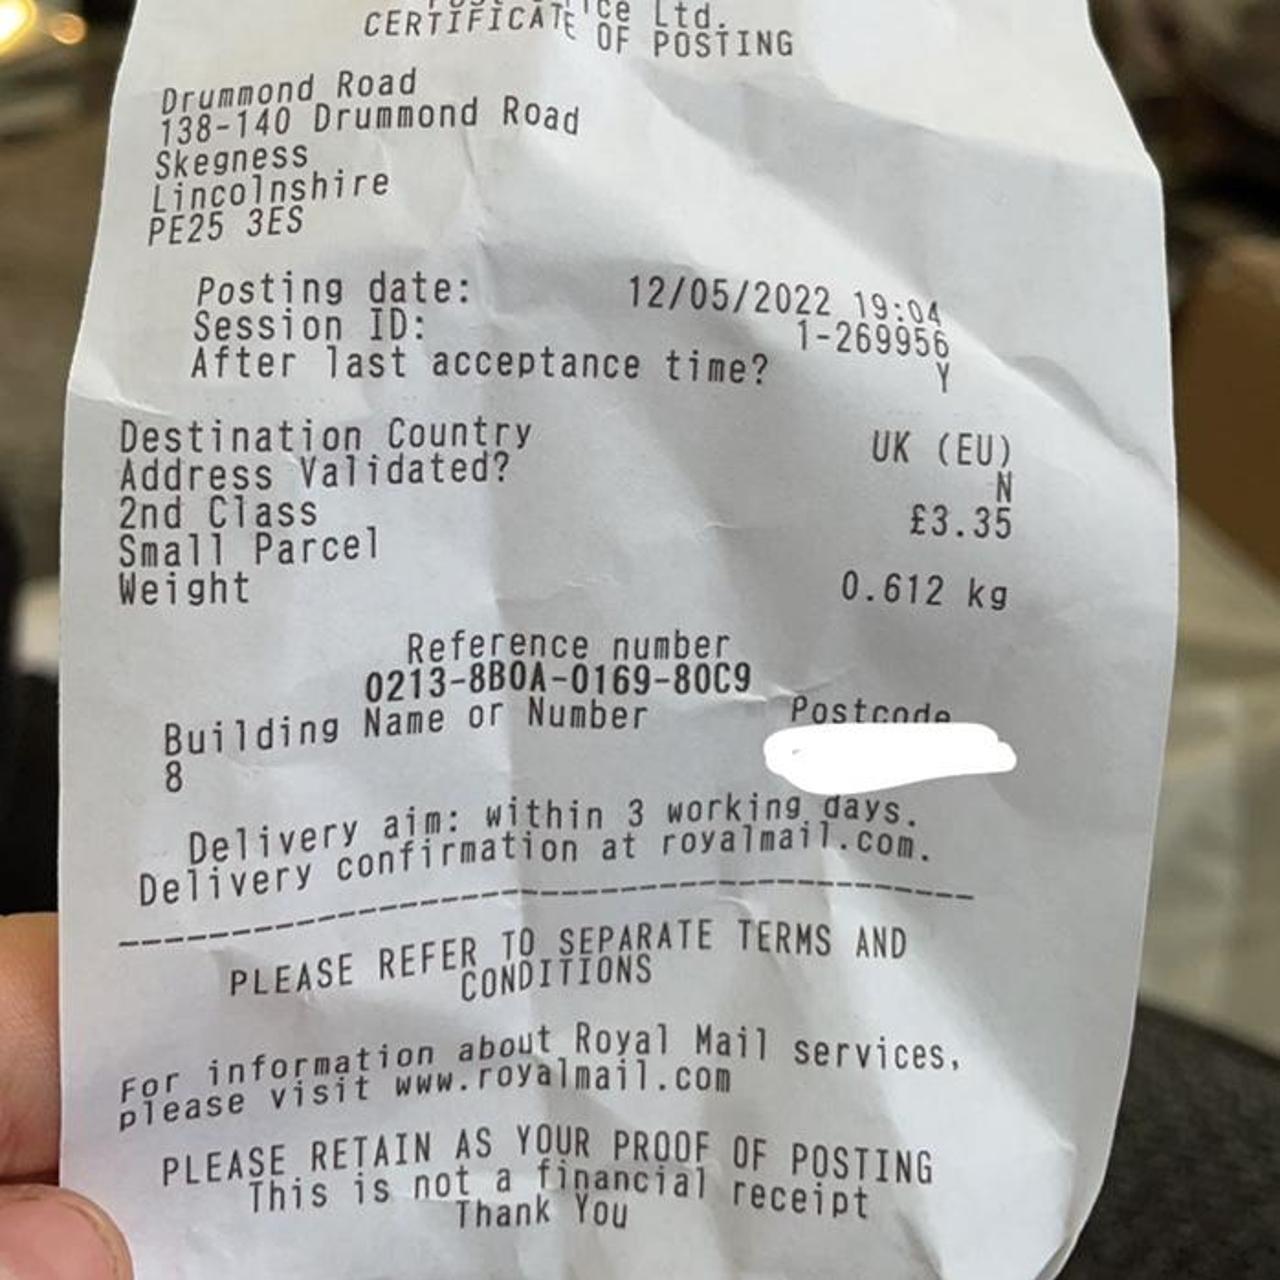 Ltd.
CERTIFICATE OF POSTING
Drummond Road
138-140 Drummond Road
Skegness
Lincolnshire
PE25 3ES
Posting date: 12/05/2022 19:04
Session ID: 1-269956
After last acceptance time? Y
Destination Country UK (EU)
Address Validated? N
2nd Class £3.35
Small Parcel
Weight 0.612 kg
Reference number
0213-8B0A-0169-80C9
Building Name or Number Postcode
8
Delivery aim: within 3 working days.
Delivery confirmation at royalmail.com.
--------------------------------
PLEASE REFER TO SEPARATE TERMS AND
CONDITIONS
For information about Royal Mail services,
please visit www.royalmail.com
PLEASE RETAIN AS YOUR PROOF OF POSTING
This is not a financial receipt
Thank You